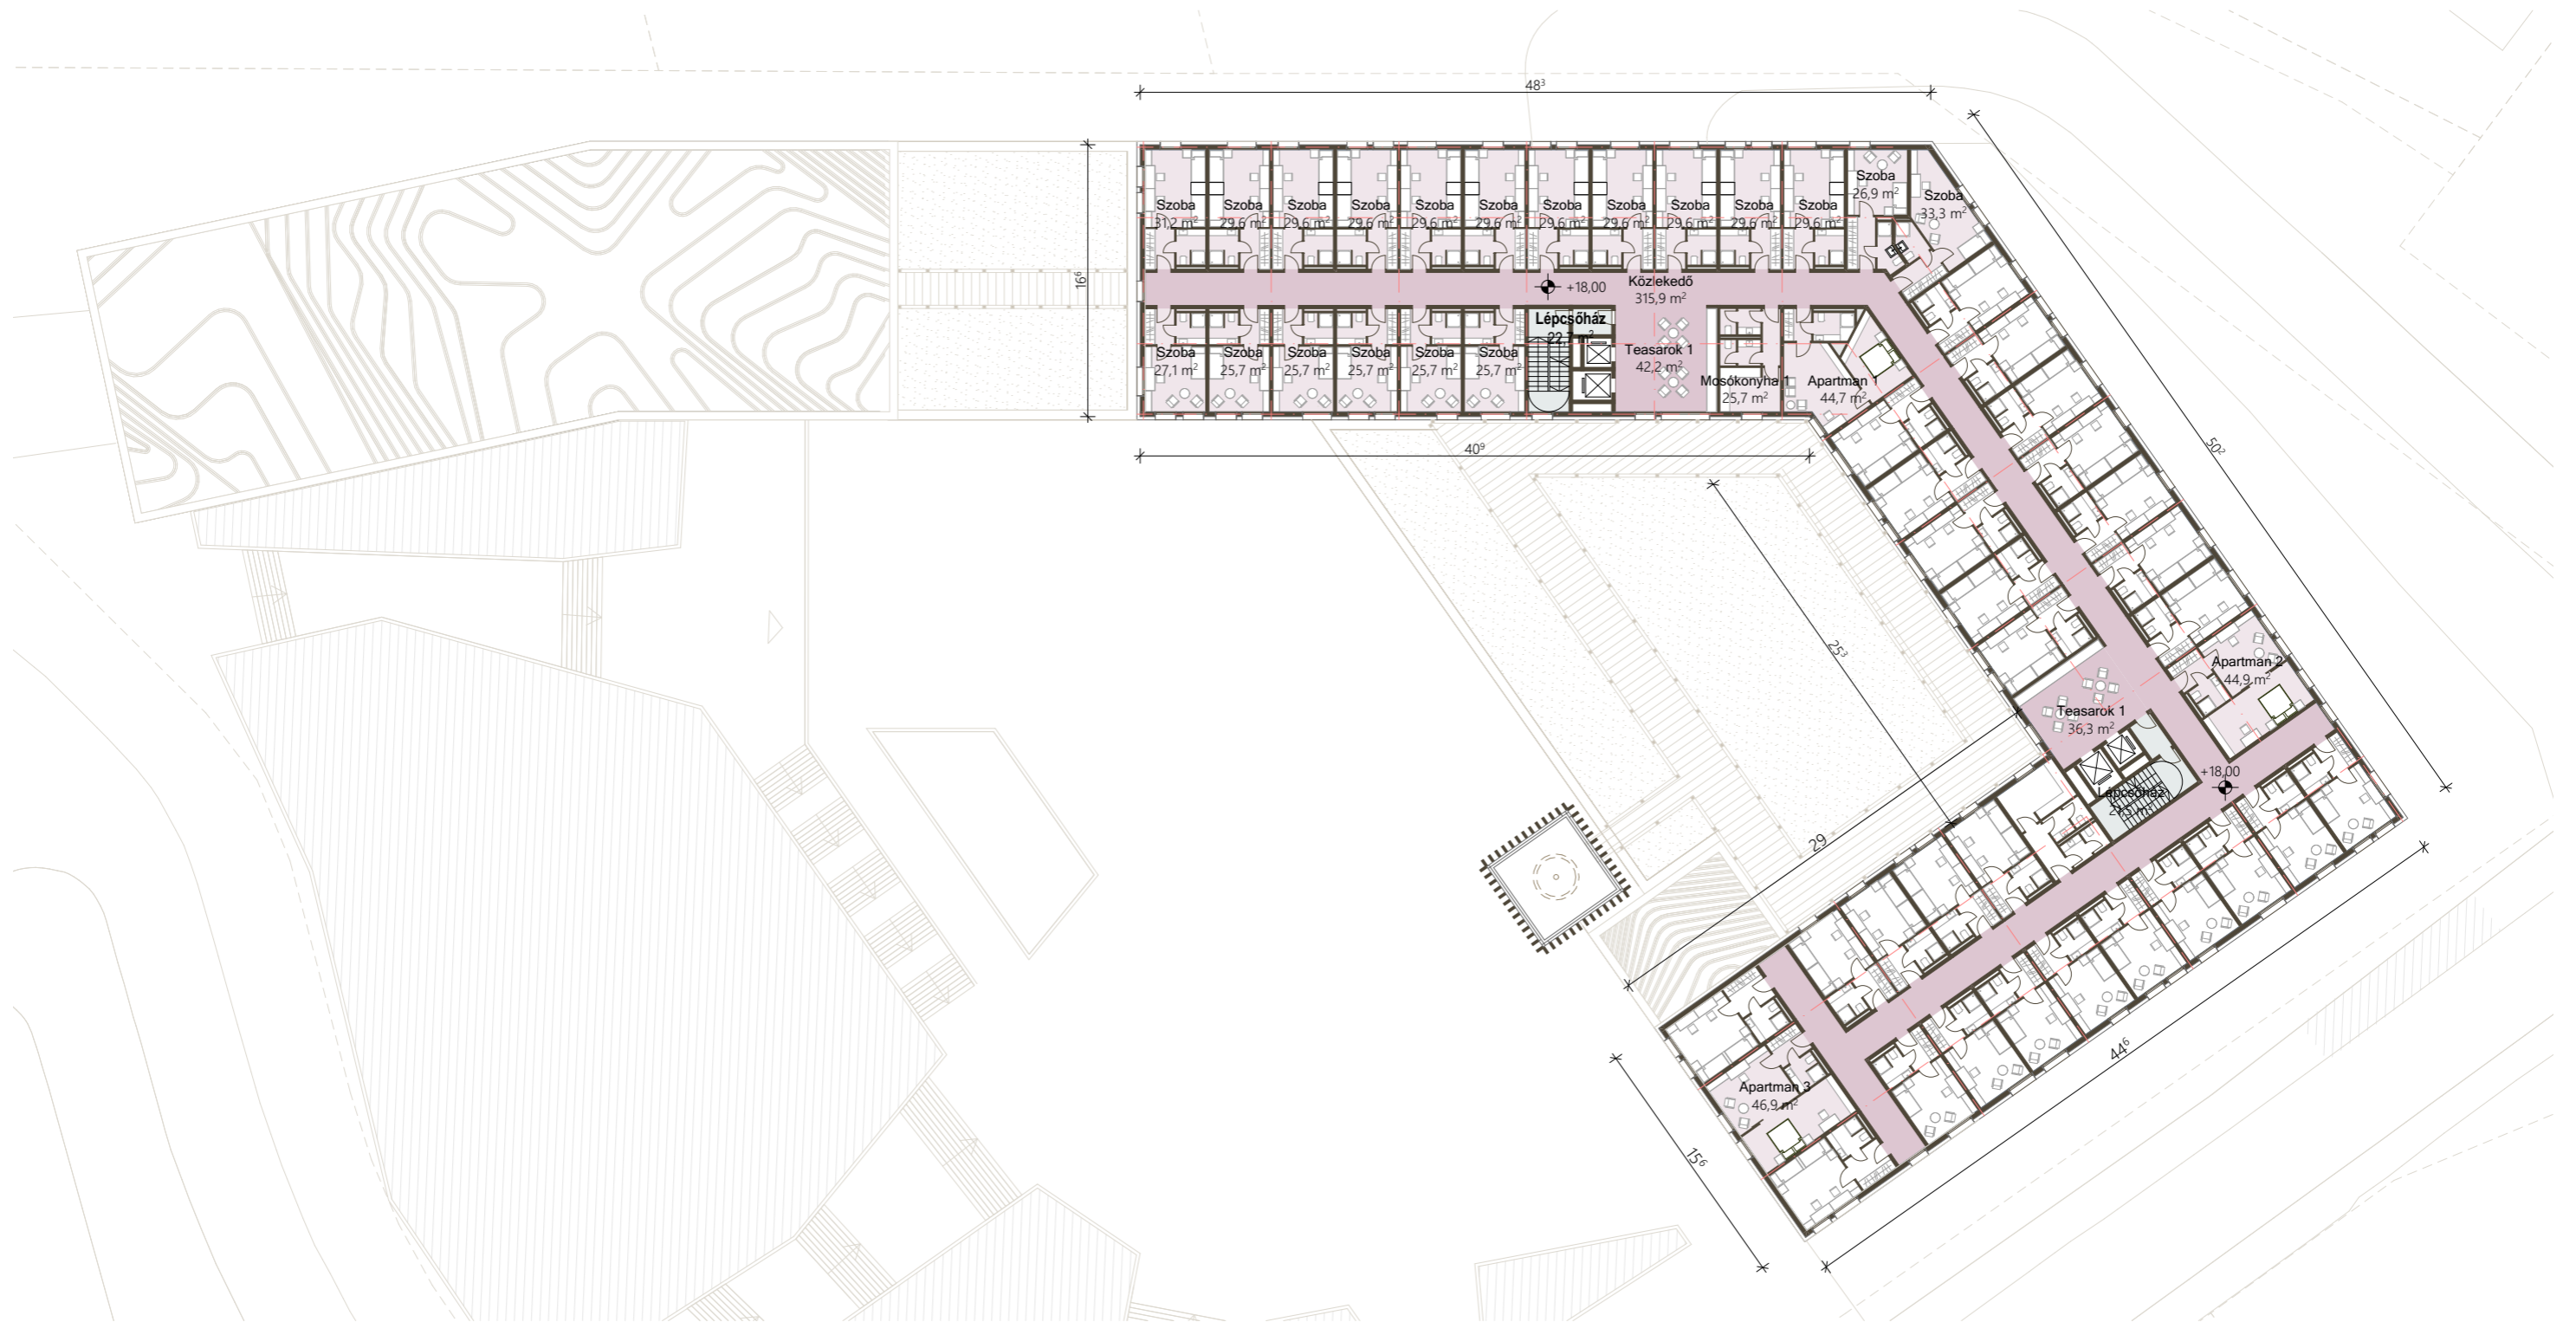 48³
Szoba
26,9 m²
Szoba
33,3 m²
Szoba
31,2 m²
Szoba
29,6 m²
Szoba
29,6 m²
Szoba
29,6 m²
Szoba
29,6 m²
Szoba
29,6 m²
Szoba
29,6 m²
Szoba
29,6 m²
Szoba
29,6 m²
Szoba
29,6 m²
Szoba
29,6 m²
16⁶
+18,00
Közlekedő
315,9 m²
Lépcsőház
22,7 m²
Szoba
27,1 m²
Szoba
25,7 m²
Szoba
25,7 m²
Szoba
25,7 m²
Szoba
25,7 m²
Szoba
25,7 m²
Teasarok 1
42,2 m²
Mosókonyha 1
25,7 m²
Apartman 1
44,7 m²
40⁹
50²
25³
Apartman 2
44,9 m²
Teasarok 1
36,3 m²
+18,00
Lépcsőház
29
44⁶
Apartman 3
46,9 m²
15⁶